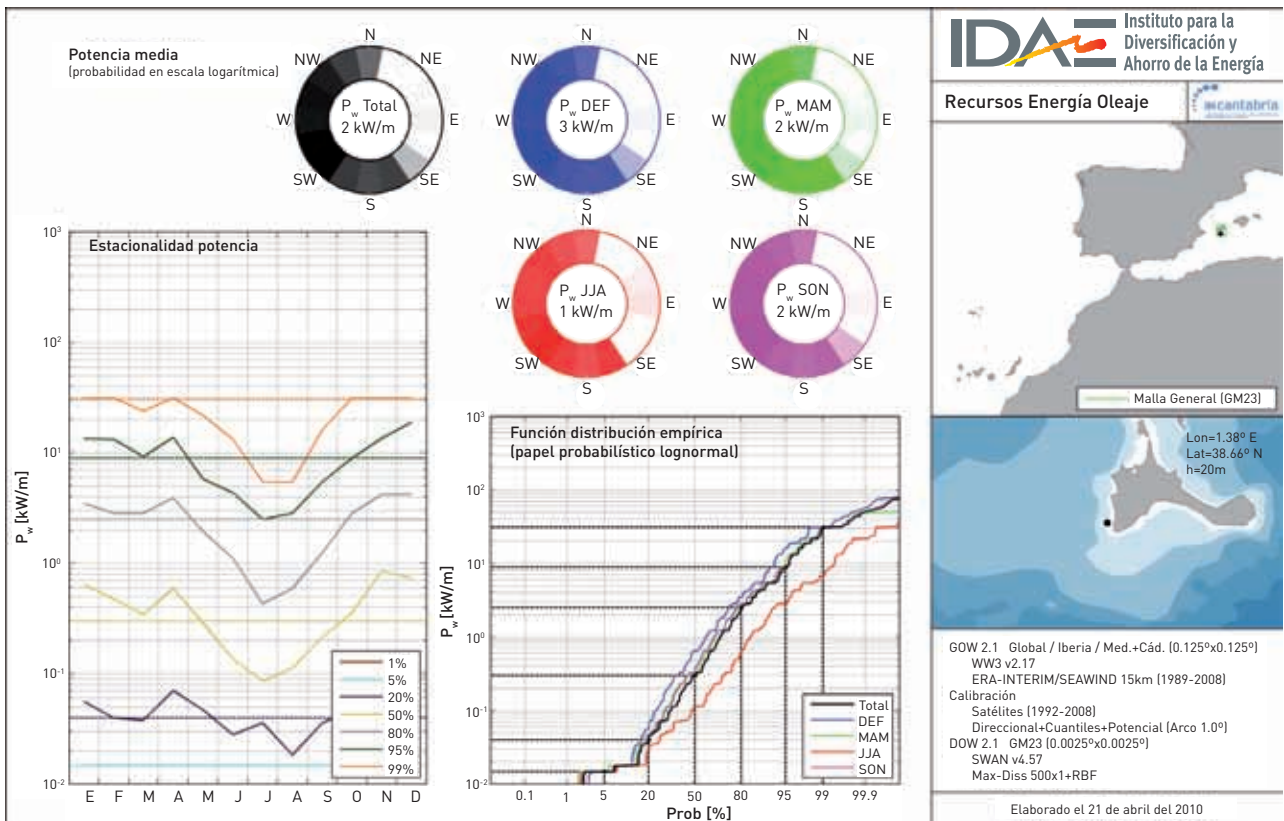 Potencia media
(probabilidad en escala logarítmica)
N
NW
NE
W
E
SW
SE
S
P_w Total
2 kW/m
N
NW
NE
W
E
SW
SE
S
P_w DEF
3 kW/m
N
NW
NE
W
E
SW
SE
S
P_w MAM
2 kW/m
N
NW
NE
W
E
SW
SE
S
P_w JJA
1 kW/m
N
NW
NE
W
E
SW
SE
S
P_w SON
2 kW/m
Estacionalidad potencia
10³
10²
10¹
10⁰
10⁻¹
10⁻²
P_w [kW/m]
E F M A M J J A S O N D
1%
5%
20%
50%
80%
95%
99%
Función distribución empírica
(papel probabilístico lognormal)
10³
10²
10¹
10⁰
10⁻¹
10⁻²
P_w [kW/m]
0.1 1 5 20 50 80 95 99 99.9
Prob [%]
Total
DEF
MAM
JJA
SON
IDAE
Instituto para la
Diversificación y
Ahorro de la Energía
Recursos Energía Oleaje
ihcantabria
Malla General (GM23)
Lon=1.38º E
Lat=38.66º N
h=20m
GOW 2.1 Global / Iberia / Med.+Cád. (0.125ºx0.125º)
WW3 v2.17
ERA-INTERIM/SEAWIND 15km (1989-2008)
Calibración
Satélites (1992-2008)
Direccional+Cuantiles+Potencial (Arco 1.0º)
DOW 2.1 GM23 (0.0025ºx0.0025º)
SWAN v4.57
Max-Diss 500x1+RBF
Elaborado el 21 de abril del 2010